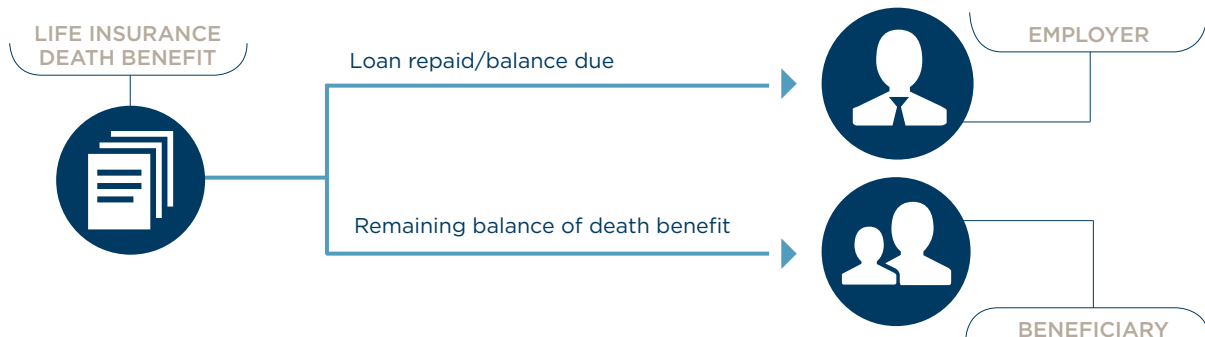 LIFE INSURANCE
DEATH BENEFIT
Loan repaid/balance due
EMPLOYER
Remaining balance of death benefit
BENEFICIARY